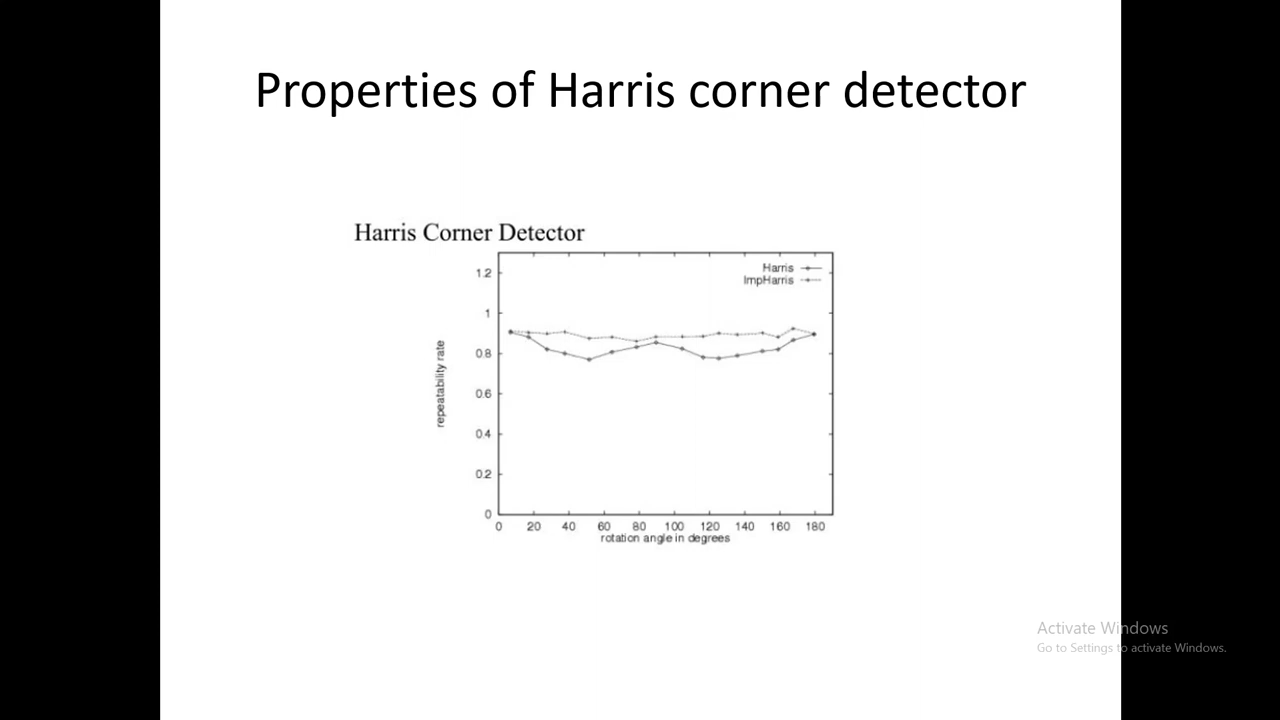 Properties of Harris corner detector
Harris Corner Detector
Harris
ImpHarris
1.2
1
0.8
0.6
0.4
0.2
0
repeatability rate
0 20 40 60 80 100 120 140 160 180
rotation angle in degrees
Activate Windows
Go to Settings to activate Windows.